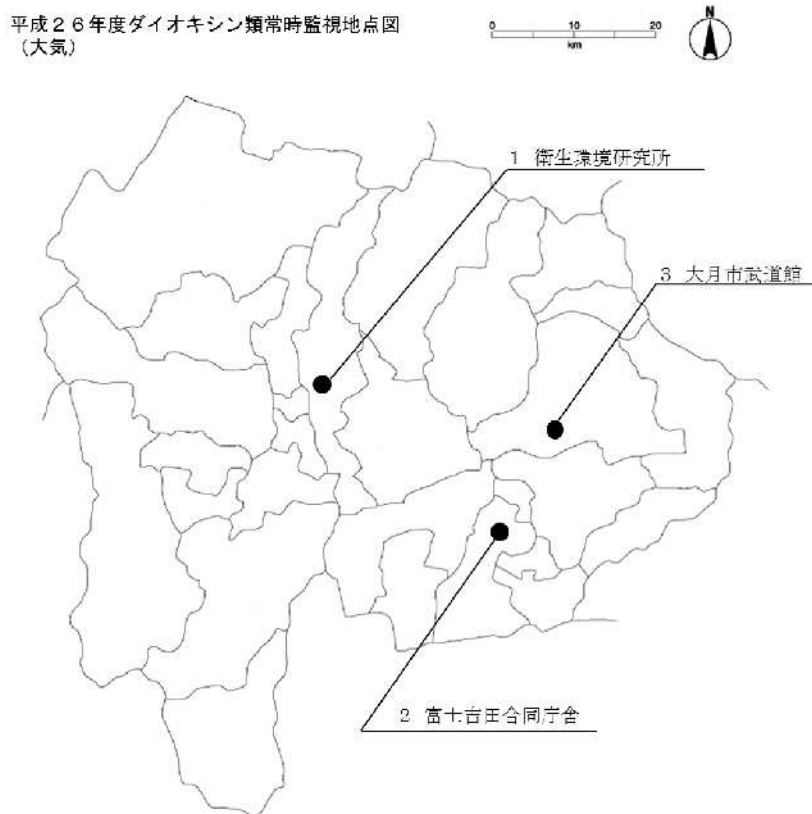 平成２６年度ダイオキシン類常時監視地点図
（大気）
0 10 20
km
N
1 衛生環境研究所
3 大月市武道館
2 富士吉田合同庁舎